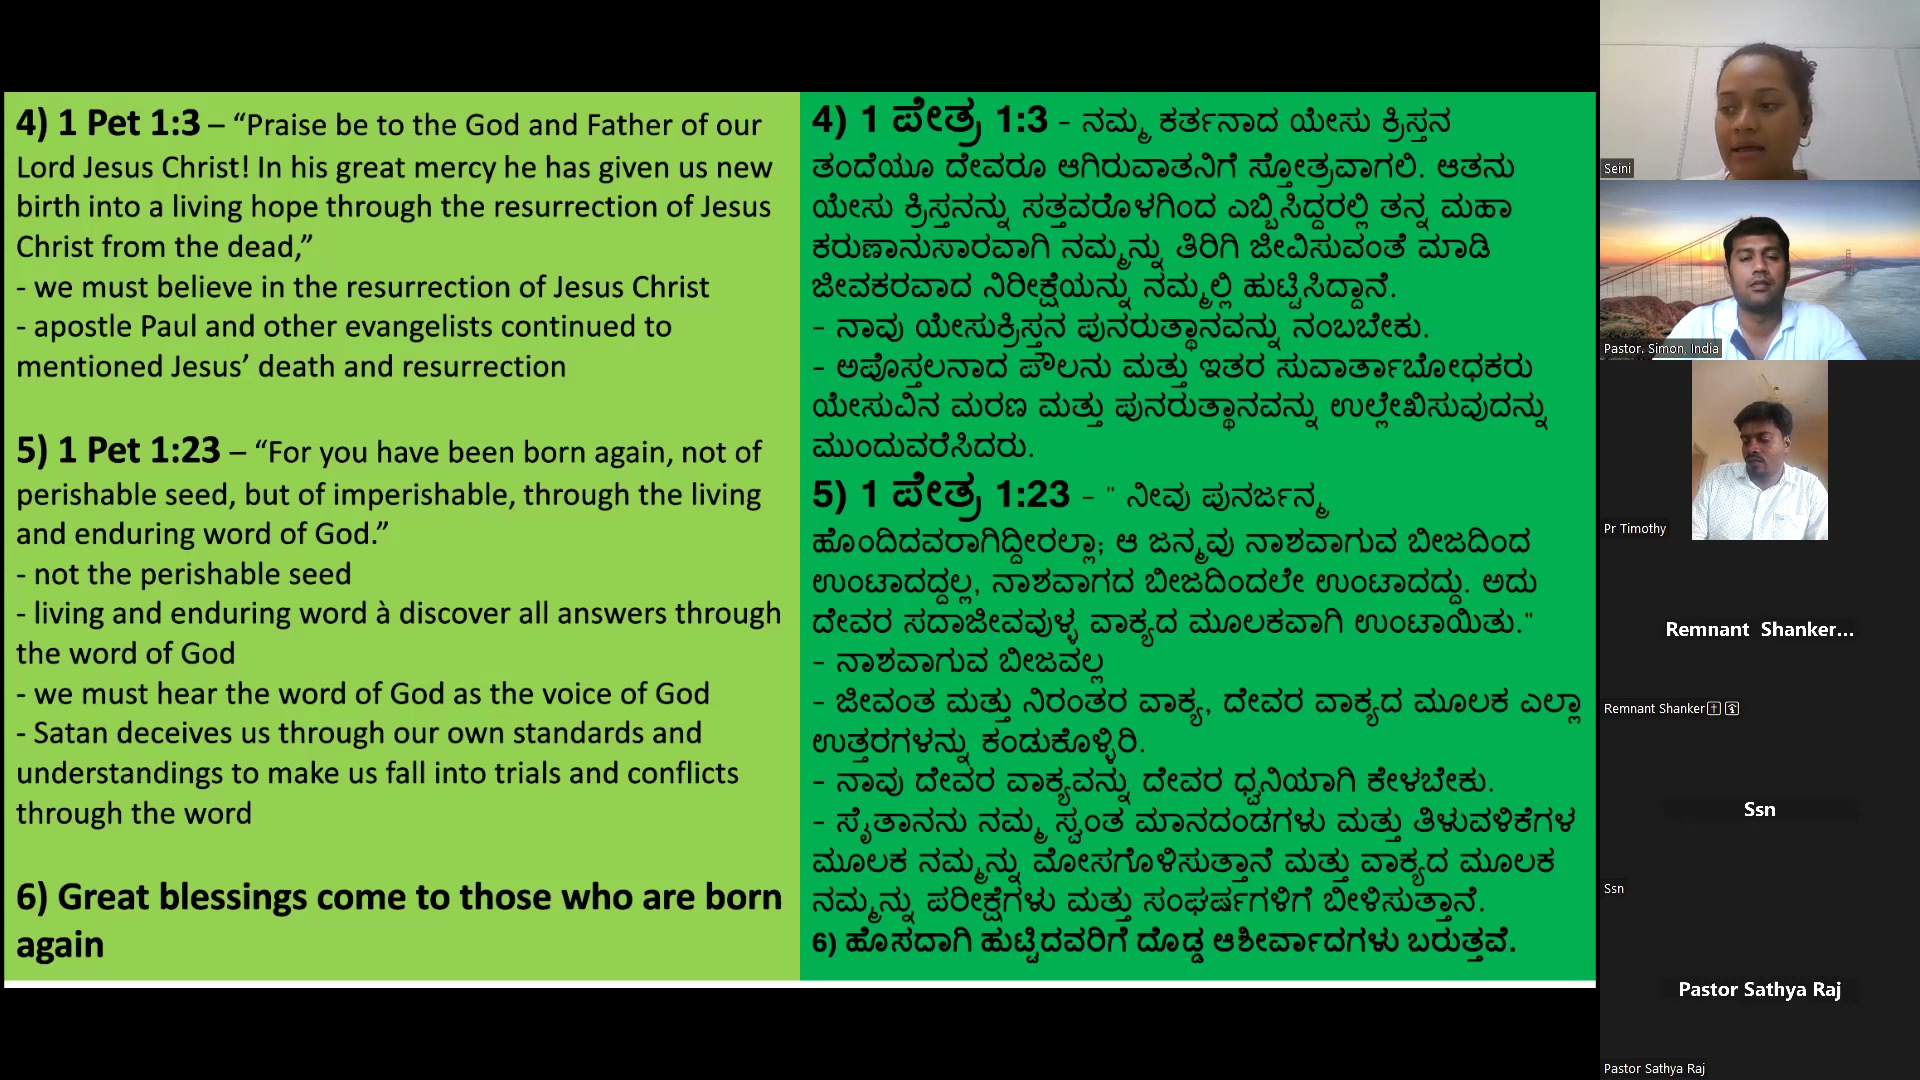 4) 1 Pet 1:3 – “Praise be to the God and Father of our
Lord Jesus Christ! In his great mercy he has given us new
birth into a living hope through the resurrection of Jesus
Christ from the dead,”
- we must believe in the resurrection of Jesus Christ
- apostle Paul and other evangelists continued to
mentioned Jesus’ death and resurrection
5) 1 Pet 1:23 – “For you have been born again, not of
perishable seed, but of imperishable, through the living
and enduring word of God.”
- not the perishable seed
- living and enduring word à discover all answers through
the word of God
- we must hear the word of God as the voice of God
- Satan deceives us through our own standards and
understandings to make us fall into trials and conflicts
through the word
6) Great blessings come to those who are born
again
4) 1 ಪೇತ್ರ 1:3 - ನಮ್ಮ ಕರ್ತನಾದ ಯೇಸು ಕ್ರಿಸ್ತನ
ತಂದೆಯೂ ದೇವರೂ ಆಗಿರುವಾತನಿಗೆ ಸ್ತೋತ್ರವಾಗಲಿ. ಆತನು
ಯೇಸು ಕ್ರಿಸ್ತನನ್ನು ಸತ್ತವರೊಳಗಿಂದ ಎಬ್ಬಿಸಿದ್ದರಲ್ಲಿ ತನ್ನ ಮಹಾ
ಕರುಣಾನುಸಾರವಾಗಿ ನಮ್ಮನ್ನು ತಿರಿಗಿ ಜೀವಿಸುವಂತೆ ಮಾಡಿ
ಜೀವಕರವಾದ ನಿರೀಕ್ಷೆಯನ್ನು ನಮ್ಮಲ್ಲಿ ಹುಟ್ಟಿಸಿದ್ದಾನೆ.
- ನಾವು ಯೇಸುಕ್ರಿಸ್ತನ ಪುನರುತ್ಥಾನವನ್ನು ನಂಬಬೇಕು.
- ಅಪೊಸ್ತಲನಾದ ಪೌಲನು ಮತ್ತು ಇತರ ಸುವಾರ್ತಾಬೋಧಕರು
ಯೇಸುವಿನ ಮರಣ ಮತ್ತು ಪುನರುತ್ಥಾನವನ್ನು ಉಲ್ಲೇಖಿಸುವುದನ್ನು
ಮುಂದುವರೆಸಿದರು.
5) 1 ಪೇತ್ರ 1:23 - " ನೀವು ಪುನರ್ಜನ್ಮ
ಹೊಂದಿದವರಾಗಿದ್ದೀರಲ್ಲಾ; ಆ ಜನ್ಮವು ನಾಶವಾಗುವ ಬೀಜದಿಂದ
ಉಂಟಾದದ್ದಲ್ಲ, ನಾಶವಾಗದ ಬೀಜದಿಂದಲೇ ಉಂಟಾದದ್ದು. ಅದು
ದೇವರ ಸದಾಜೀವವುಳ್ಳ ವಾಕ್ಯದ ಮೂಲಕವಾಗಿ ಉಂಟಾಯಿತು."
- ನಾಶವಾಗುವ ಬೀಜವಲ್ಲ
- ಜೀವಂತ ಮತ್ತು ನಿರಂತರ ವಾಕ್ಯ, ದೇವರ ವಾಕ್ಯದ ಮೂಲಕ ಎಲ್ಲಾ
ಉತ್ತರಗಳನ್ನು ಕಂಡುಕೊಳ್ಳಿರಿ.
- ನಾವು ದೇವರ ವಾಕ್ಯವನ್ನು ದೇವರ ಧ್ವನಿಯಾಗಿ ಕೇಳಬೇಕು.
- ಸೈತಾನನು ನಮ್ಮ ಸ್ವಂತ ಮಾನದಂಡಗಳು ಮತ್ತು ತಿಳುವಳಿಕೆಗಳ
ಮೂಲಕ ನಮ್ಮನ್ನು ಮೋಸಗೊಳಿಸುತ್ತಾನೆ ಮತ್ತು ವಾಕ್ಯದ ಮೂಲಕ
ನಮ್ಮನ್ನು ಪರೀಕ್ಷೆಗಳು ಮತ್ತು ಸಂಘರ್ಷಗಳಿಗೆ ಬೀಳಿಸುತ್ತಾನೆ.
6) ಹೊಸದಾಗಿ ಹುಟ್ಟಿದವರಿಗೆ ದೊಡ್ಡ ಆಶೀರ್ವಾದಗಳು ಬರುತ್ತವೆ.
Seini
Pastor. Simon, India
Pr Timothy
Remnant Shanker...
Remnant Shanker
Ssn
Ssn
Pastor Sathya Raj
Pastor Sathya Raj